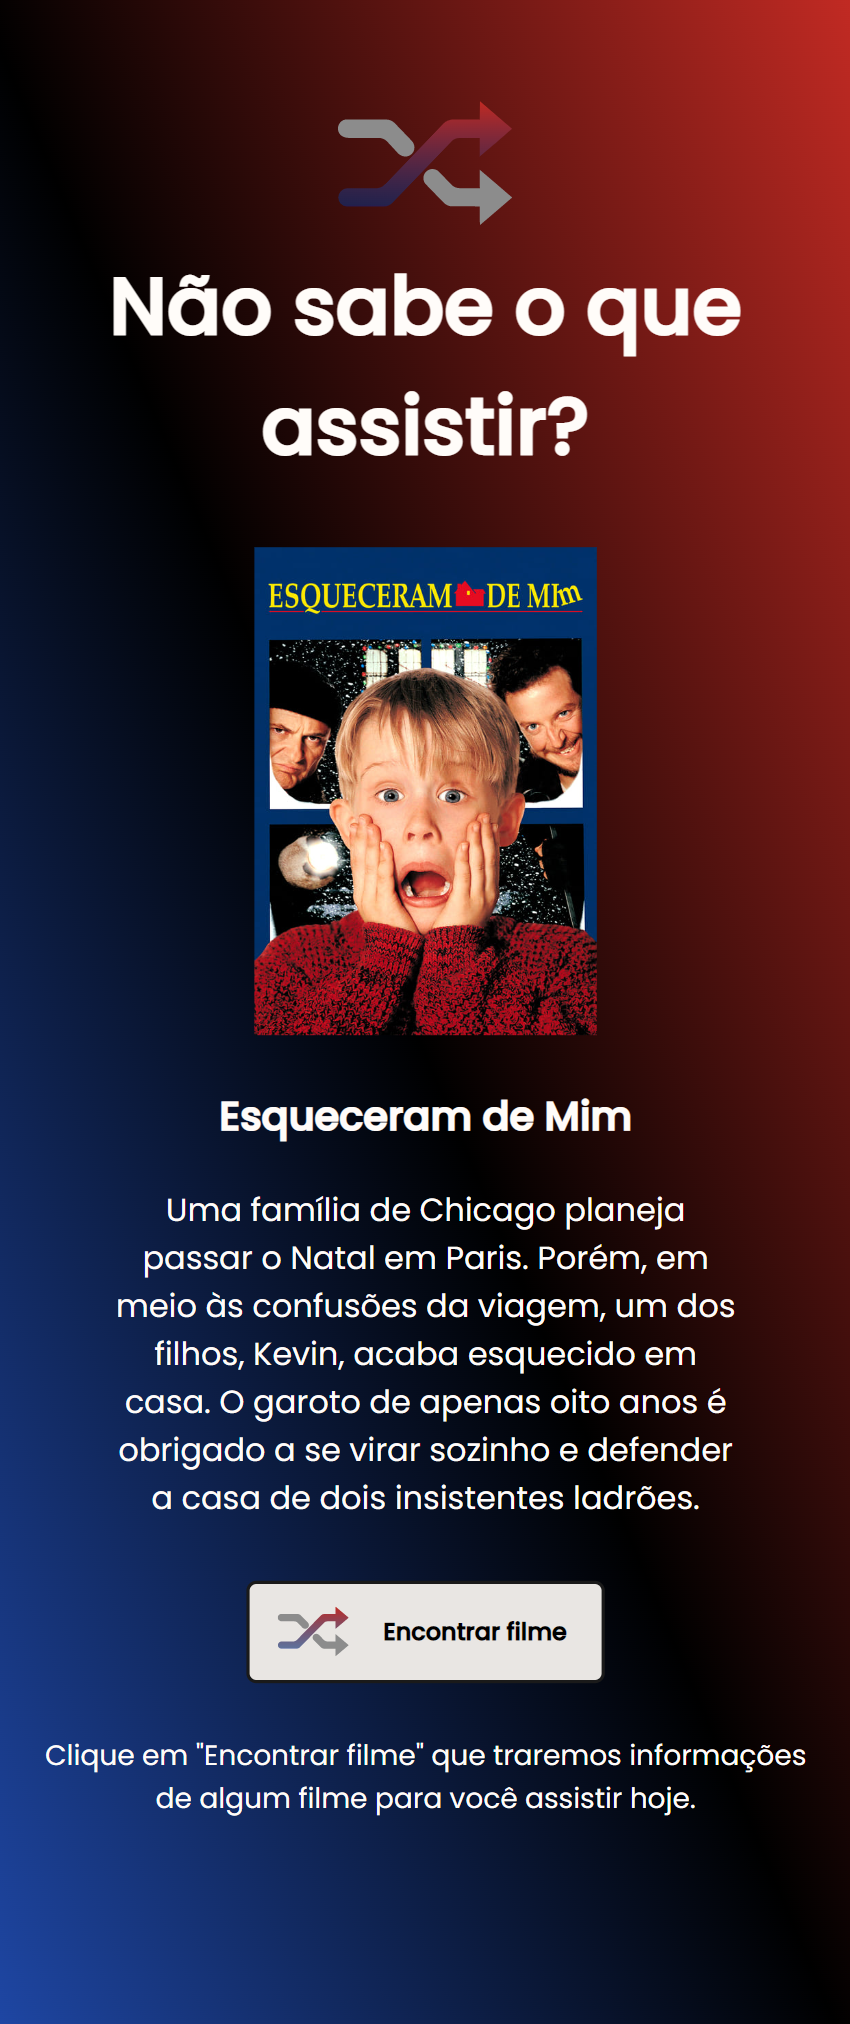 Não sabe o que
assistir?
ESQUECERAM DE MIm
Esqueceram de Mim
Uma família de Chicago planeja
passar o Natal em Paris. Porém, em
meio às confusões da viagem, um dos
filhos, Kevin, acaba esquecido em
casa. O garoto de apenas oito anos é
obrigado a se virar sozinho e defender
a casa de dois insistentes ladrões.
Encontrar filme
Clique em "Encontrar filme" que traremos informações
de algum filme para você assistir hoje.